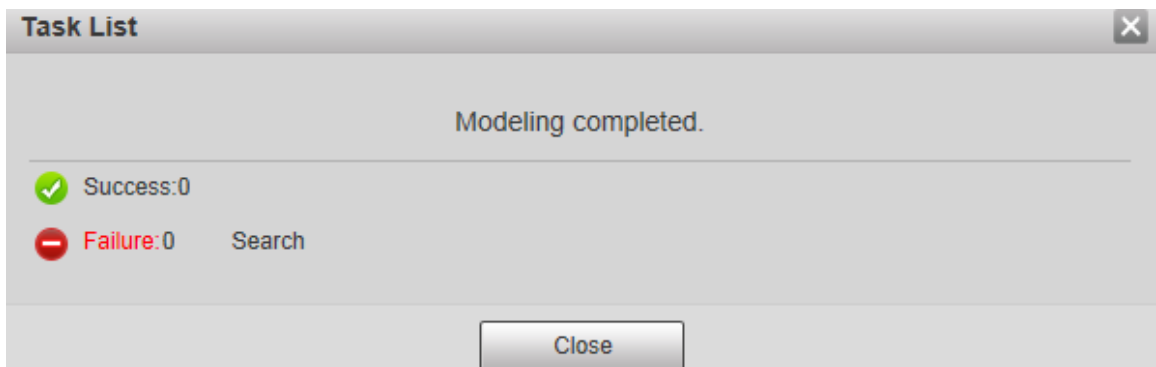 Task List
Modeling completed.
Success:0
Failure:0 Search
Close